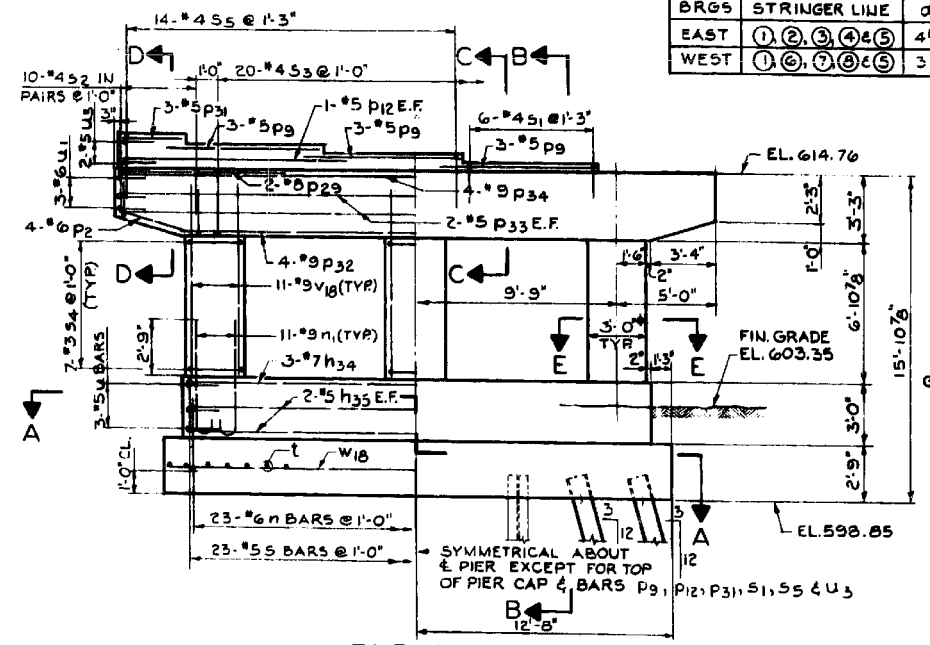 14-#4 S5 @ 1'-3"
BRGS STRINGER LINE
EAST ①, ②, ③, ④ & ⑤ 4'
WEST ①, ⑥, ⑦, ⑧ & ⑤ 3
D
C
B
10-#4 S2 IN
PAIRS @ 1'-0"
1'-0"
20-#4 S3 @ 1'-0"
3"
3-#5 p31
1-#5 p12 E.F.
3-#5 p9
3-#5 p9
6-#4 S1 @ 1'-3"
3-#5 p9
2-#5 U3
3-#6 U1
EL. 614.76
2-#8 p29
4-#9 p34
2-#5 p33 E.F.
4-#6 p2
2'-3"
1'-0"
3'-3"
4-#9 p32
D
C
11-#9 V18 (TYP.)
1'-6"
3'-4"
2"
9'-9"
5'-0"
7-#3 S4 @ 1'-0"
(TYP.)
6'-10⅞"
15'-10⅞"
11-#9 n1 (TYP.)
2'-9"
3'-0"
TYP.
E
E
FIN. GRADE
EL. 603.35
3-#7 h34
2"
1'-3"
3-#5 U BARS
2-#5 h35 E.F.
A
3'-0"
t
W18
1'-0" CL.
2'-9"
3
12
3
12
A
23-#6 n BARS @ 1'-0"
EL. 598.85
23-#5 S BARS @ 1'-0"
SYMMETRICAL ABOUT
℄ PIER EXCEPT FOR TOP
OF PIER CAP & BARS p9, p12, p31, S1, S5 & U3
B
12'-8"